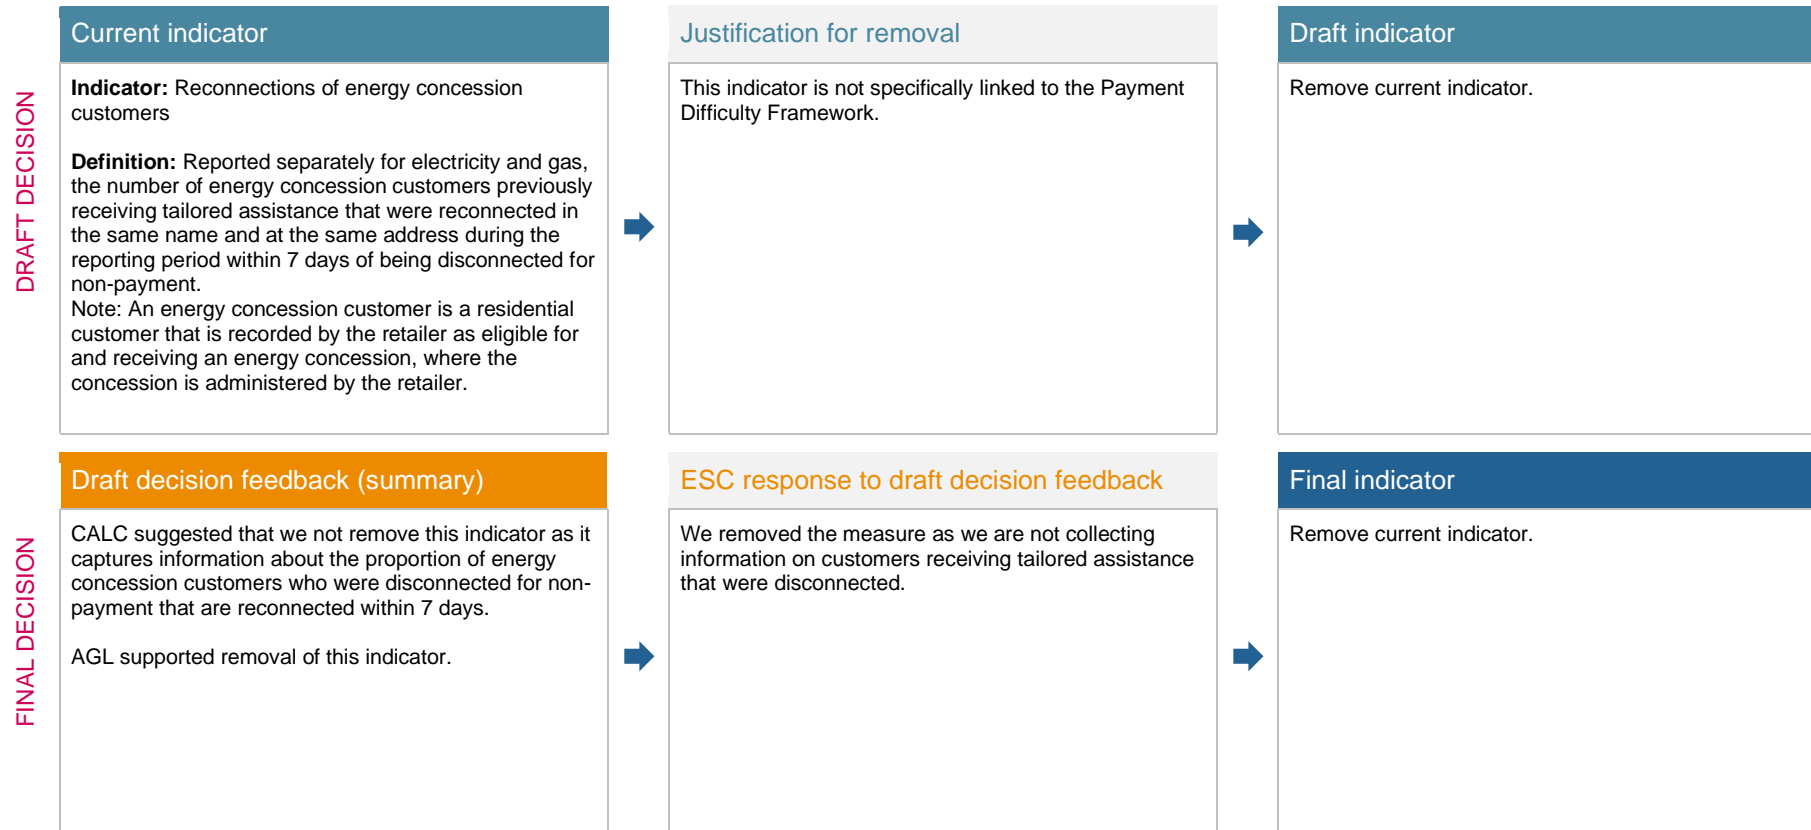 DRAFT DECISION
Current indicator
Indicator: Reconnections of energy concession
customers
Definition: Reported separately for electricity and gas,
the number of energy concession customers previously
receiving tailored assistance that were reconnected in
the same name and at the same address during the
reporting period within 7 days of being disconnected for
non-payment.
Note: An energy concession customer is a residential
customer that is recorded by the retailer as eligible for
and receiving an energy concession, where the
concession is administered by the retailer.
Justification for removal
This indicator is not specifically linked to the Payment
Difficulty Framework.
Draft indicator
Remove current indicator.
FINAL DECISION
Draft decision feedback (summary)
CALC suggested that we not remove this indicator as it
captures information about the proportion of energy
concession customers who were disconnected for non-
payment that are reconnected within 7 days.
AGL supported removal of this indicator.
ESC response to draft decision feedback
We removed the measure as we are not collecting
information on customers receiving tailored assistance
that were disconnected.
Final indicator
Remove current indicator.